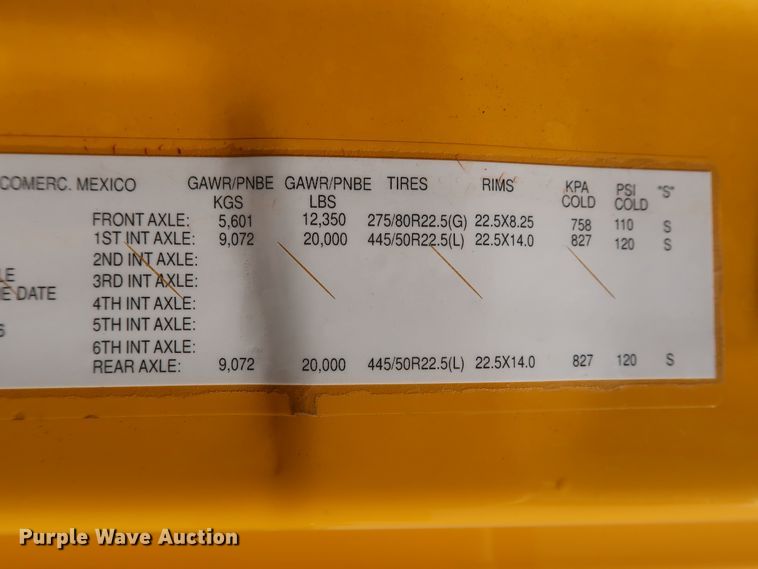 COMERC. MEXICO GAWR/PNBE GAWR/PNBE TIRES RIMS KPA PSI "S"
KGS LBS COLD COLD
FRONT AXLE: 5,601 12,350 275/80R22.5(G) 22.5X8.25 758 110 S
1ST INT AXLE: 9,072 20,000 445/50R22.5(L) 22.5X14.0 827 120 S
2ND INT AXLE:
3RD INT AXLE:
E DATE
4TH INT AXLE:
5TH INT AXLE:
6TH INT AXLE:
REAR AXLE: 9,072 20,000 445/50R22.5(L) 22.5X14.0 827 120 S
Purple Wave Auction